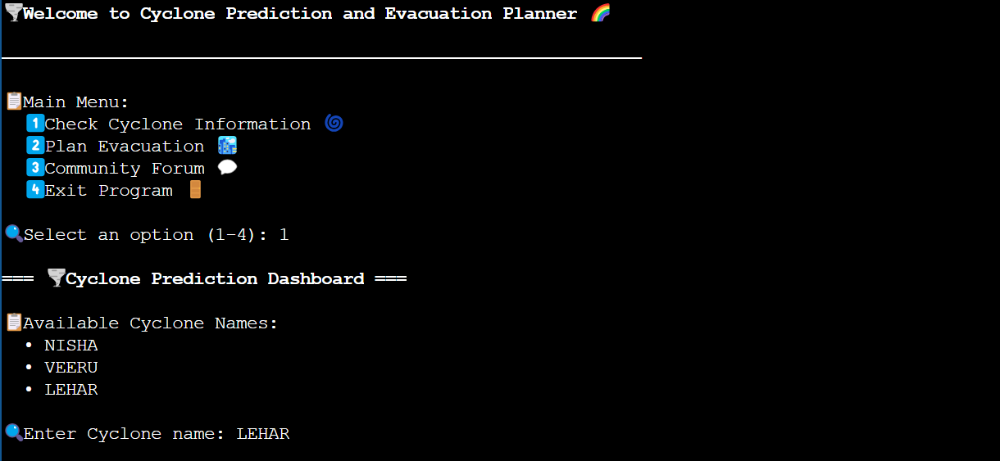 🌪️Welcome to Cyclone Prediction and Evacuation Planner 🌈
📋Main Menu:
1️⃣Check Cyclone Information 🌀
2️⃣Plan Evacuation 🏙️
3️⃣Community Forum 💬
4️⃣Exit Program 🚪
🔍Select an option (1-4): 1
=== 🌪️Cyclone Prediction Dashboard ===
📋Available Cyclone Names:
• NISHA
• VEERU
• LEHAR
🔍Enter Cyclone name: LEHAR